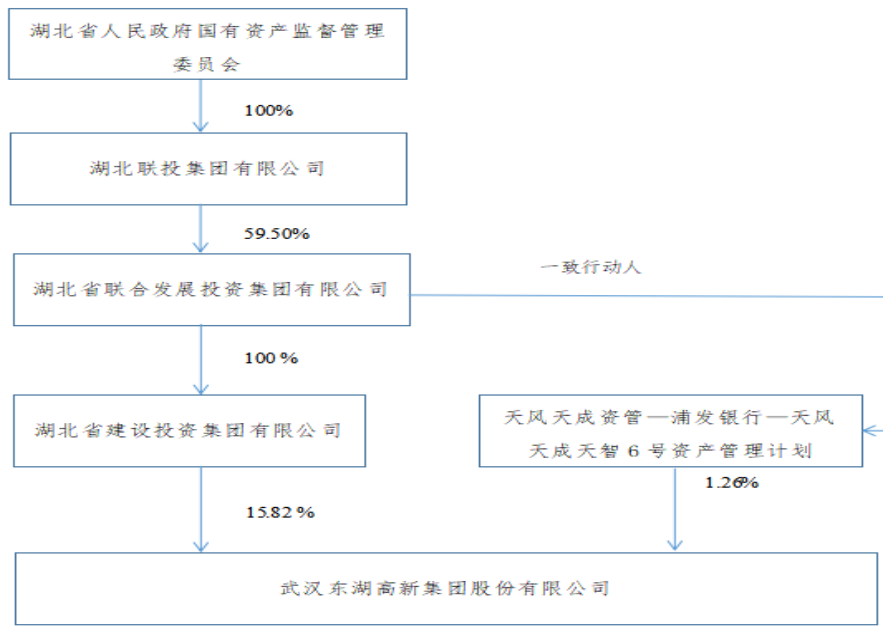 湖北省人民政府国有资产监督管理
委员会
100%
湖北联投集团有限公司
59.50%
湖北省联合发展投资集团有限公司
一致行动人
100 %
湖北省建设投资集团有限公司
天风天成资管—浦发银行—天风
天成天智 6 号资产管理计划
15.82 %
1.26%
武汉东湖高新集团股份有限公司